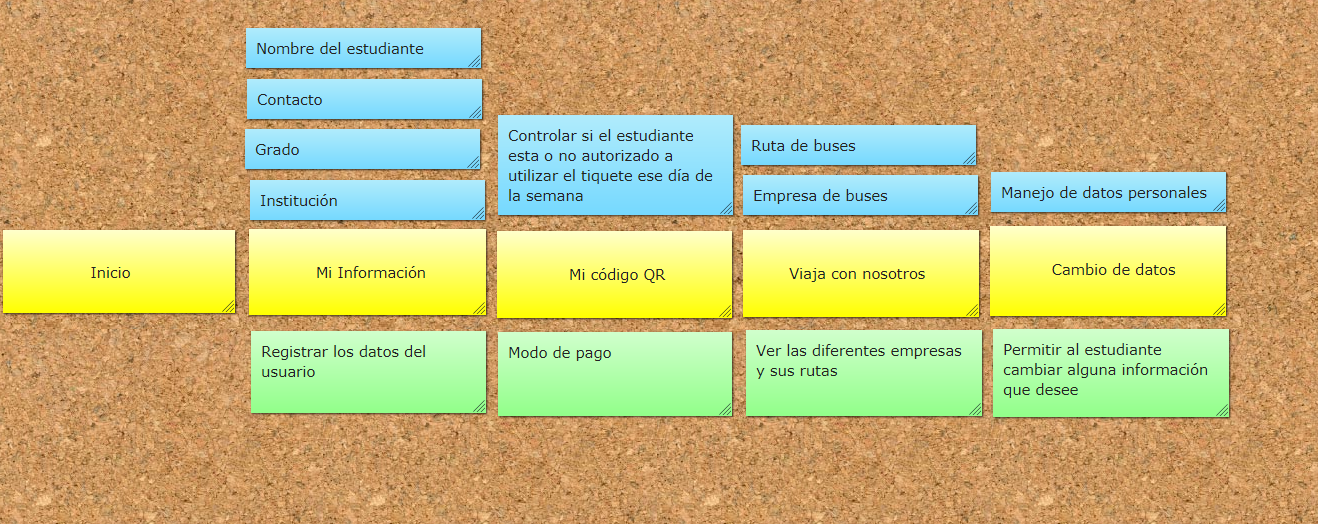 Nombre del estudiante
Contacto
Grado
Institución
Controlar si el estudiante
esta o no autorizado a
utilizar el tiquete ese día de
la semana
Ruta de buses
Empresa de buses
Manejo de datos personales
Inicio
Mi Información
Mi código QR
Viaja con nosotros
Cambio de datos
Registrar los datos del
usuario
Modo de pago
Ver las diferentes empresas
y sus rutas
Permitir al estudiante
cambiar alguna información
que desee